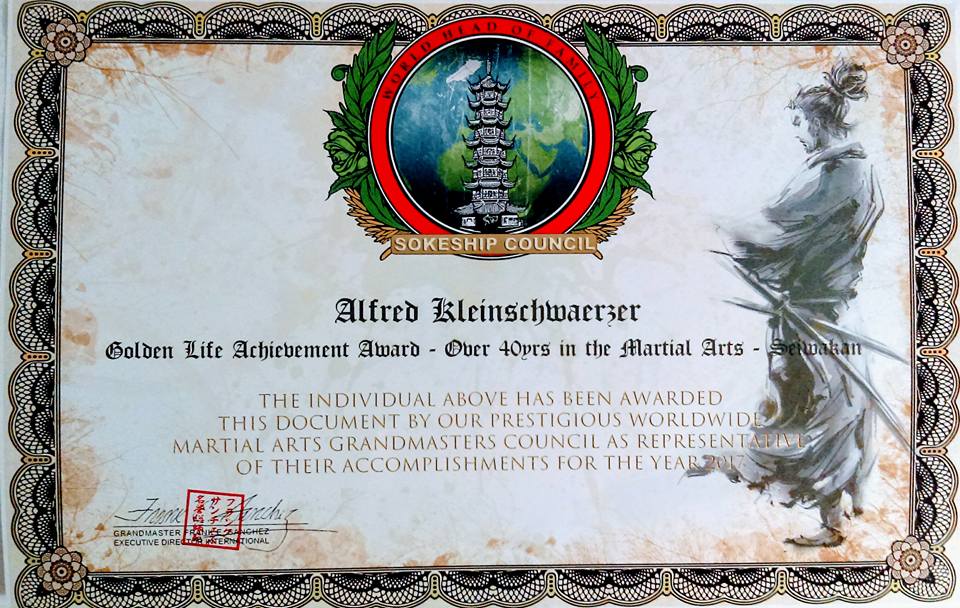 WORLD HEAD OF FAMILY
SOKESHIP COUNCIL
Alfred Kleinschwaerzer
Golden Life Achievement Award - Over 40yrs in the Martial Arts - Seiwakan
THE INDIVIDUAL ABOVE HAS BEEN AWARDED
THIS DOCUMENT BY OUR PRESTIGIOUS WORLDWIDE
MARTIAL ARTS GRANDMASTERS COUNCIL AS REPRESENTATIVE
OF THEIR ACCOMPLISHMENTS FOR THE YEAR 2017
GRANDMASTER FRANK E. SANCHEZ
EXECUTIVE DIRECTOR INTERNATIONAL